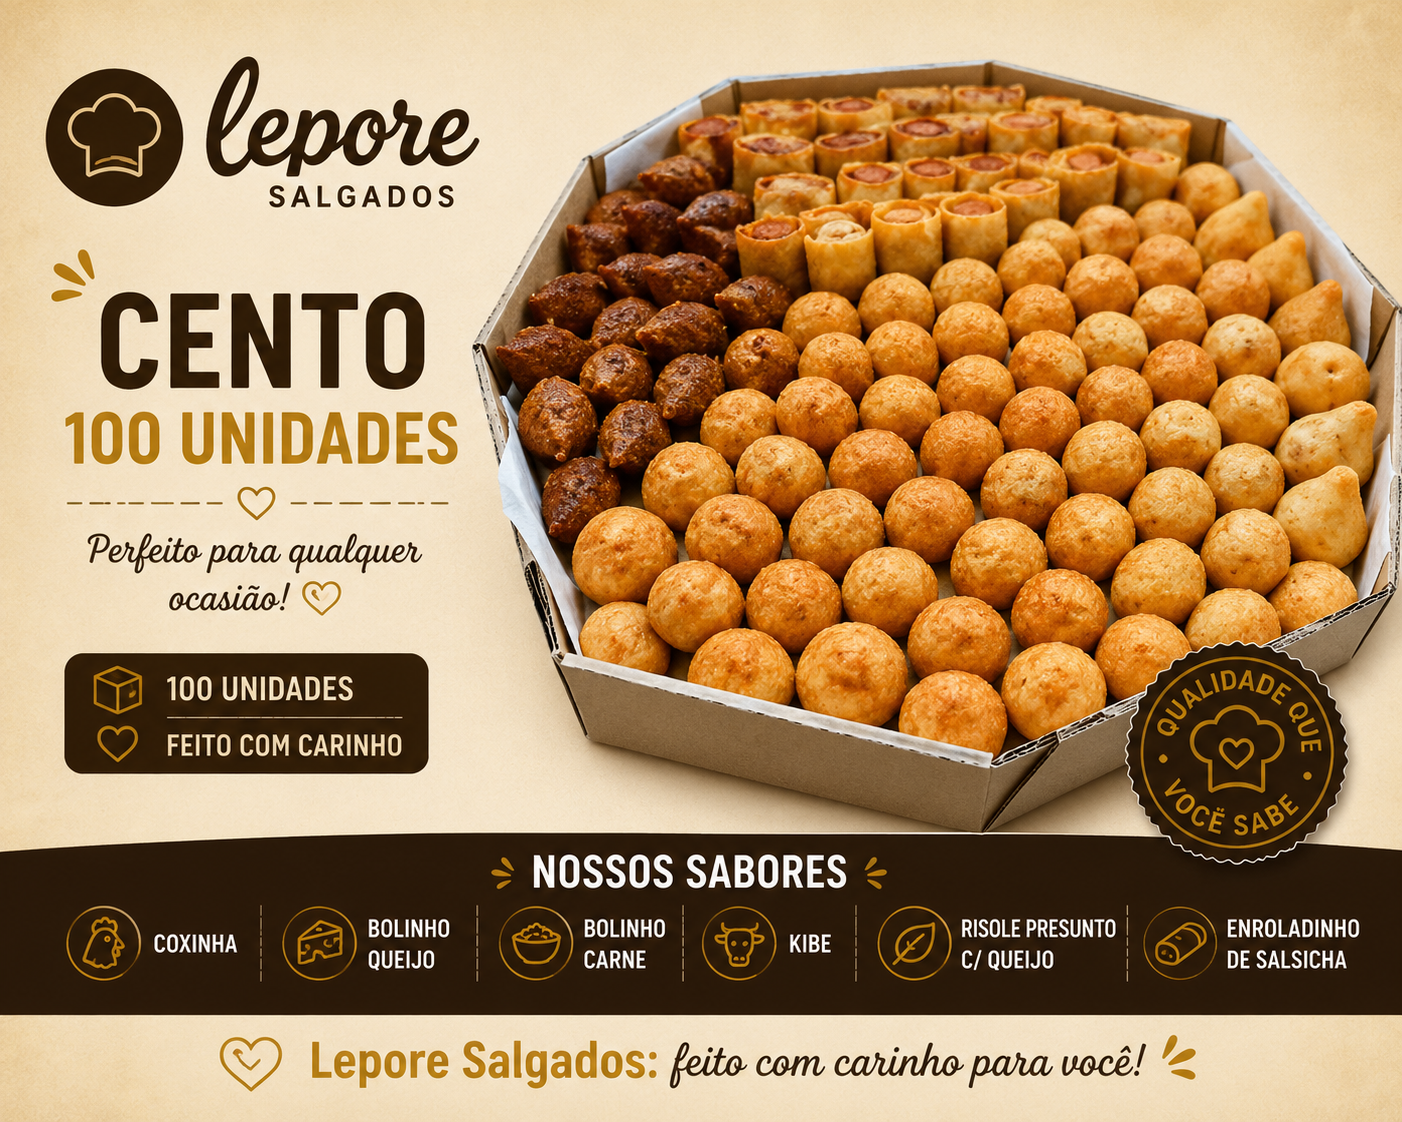 lepore
SALGADOS
CENTO
100 UNIDADES
Perfeito para qualquer
ocasião!
100 UNIDADES
FEITO COM CARINHO
QUALIDADE QUE
VOCÊ SABE
NOSSOS SABORES
COXINHA
BOLINHO
QUEIJO
BOLINHO
CARNE
KIBE
RISOLE PRESUNTO
C/ QUEIJO
ENROLADINHO
DE SALSICHA
Lepore Salgados: feito com carinho para você!